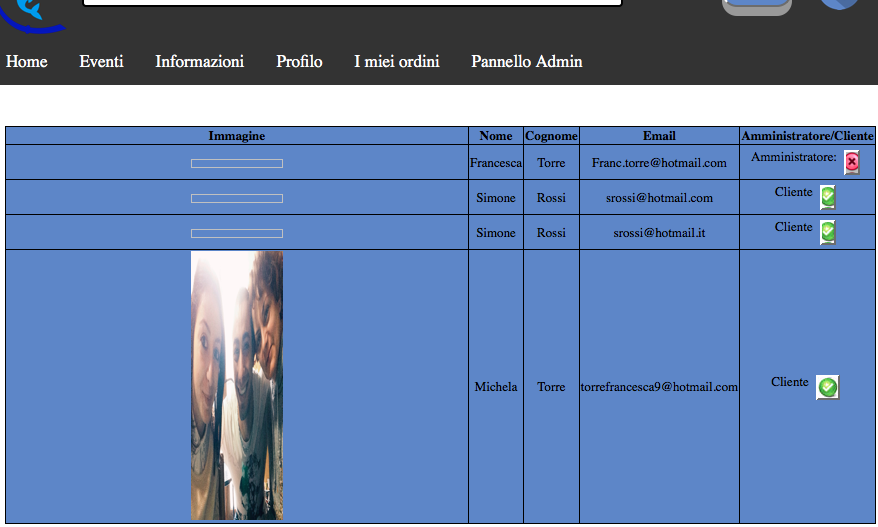 Home Eventi Informazioni Profilo I miei ordini Pannello Admin
Immagine Nome Cognome Email Amministratore/Cliente
Francesca Torre Franc.torre@hotmail.com Amministratore:
Simone Rossi srossi@hotmail.com Cliente
Simone Rossi srossi@hotmail.it Cliente
Michela Torre torrefrancesca9@hotmail.com Cliente